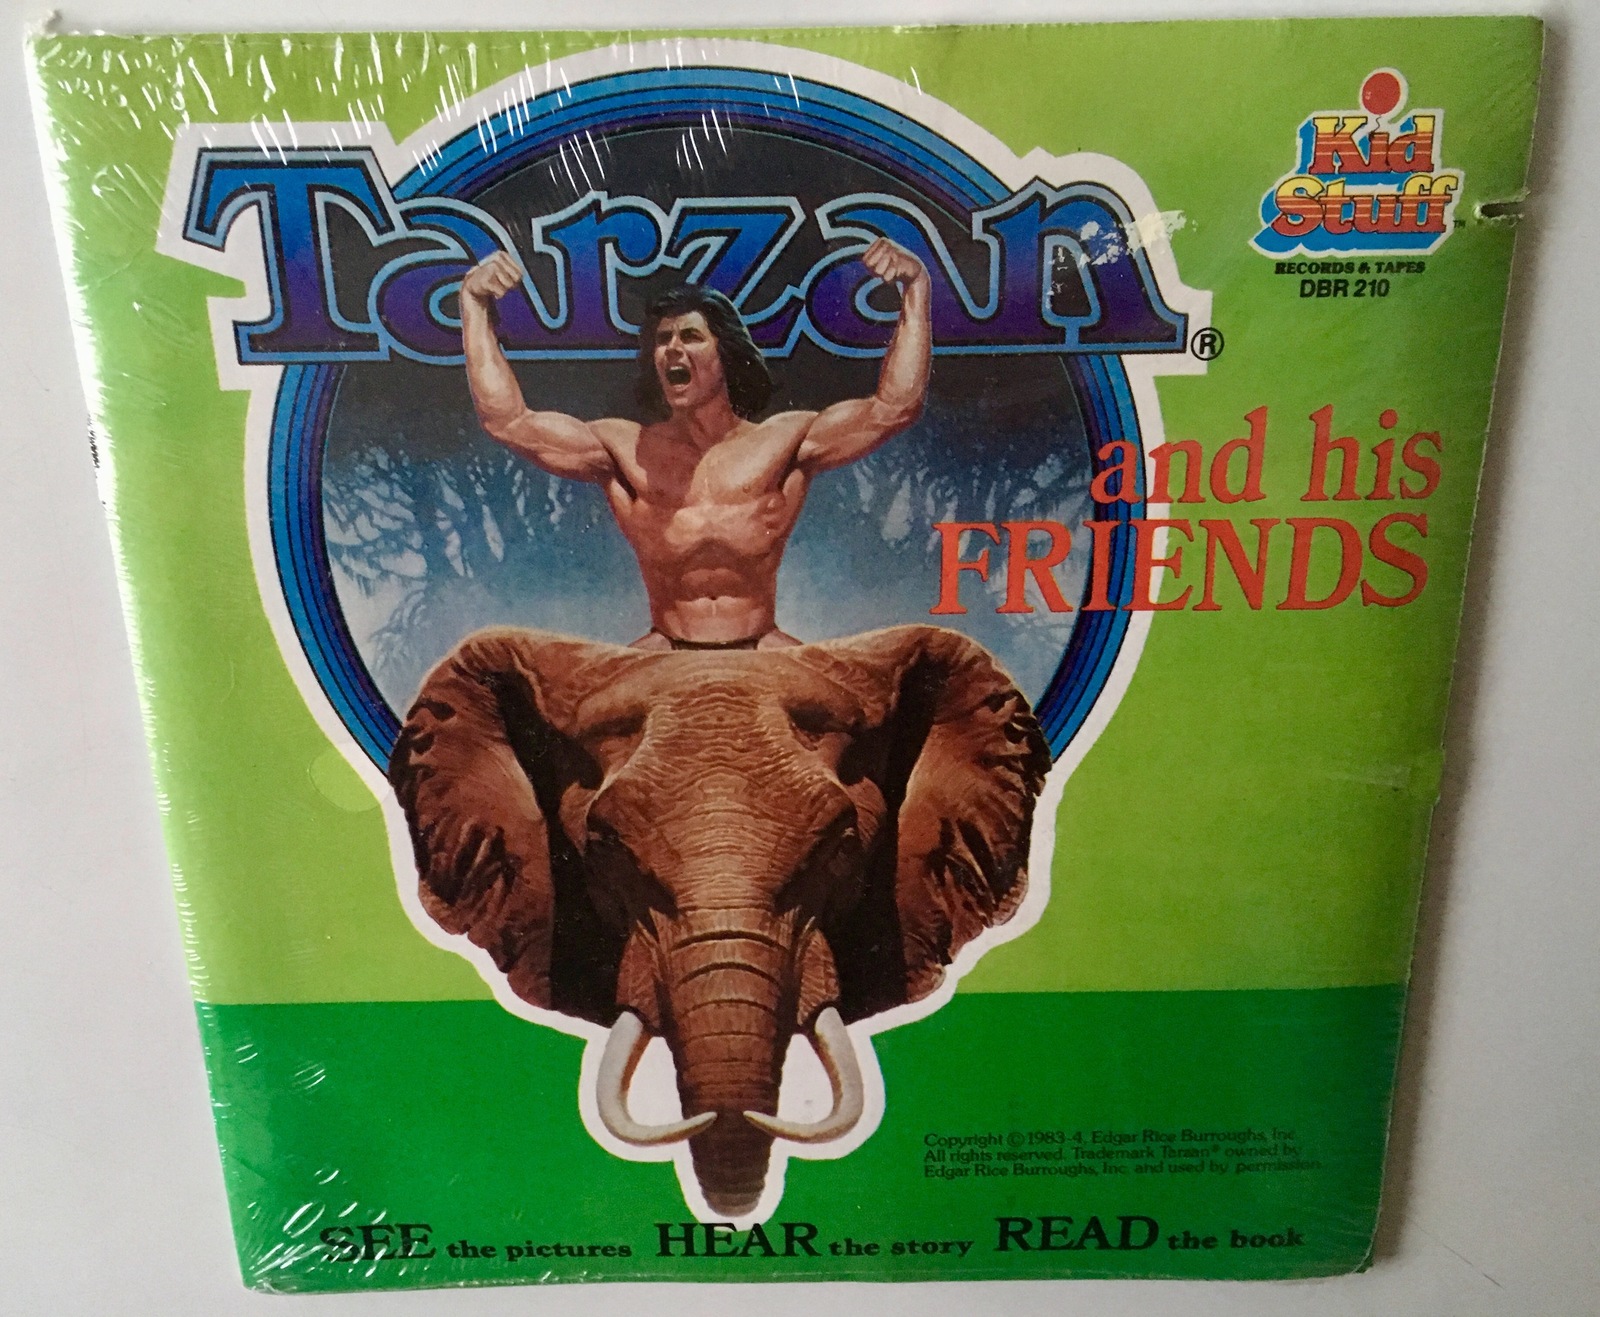 Tarzan®
Kid
Stuff™
RECORDS & TAPES
DBR 210
and his
FRIENDS
Copyright ©1983-4, Edgar Rice Burroughs, Inc.
All rights reserved. Trademark Tarzan® owned by
Edgar Rice Burroughs, Inc. and used by permission.
SEE the pictures HEAR the story READ the book